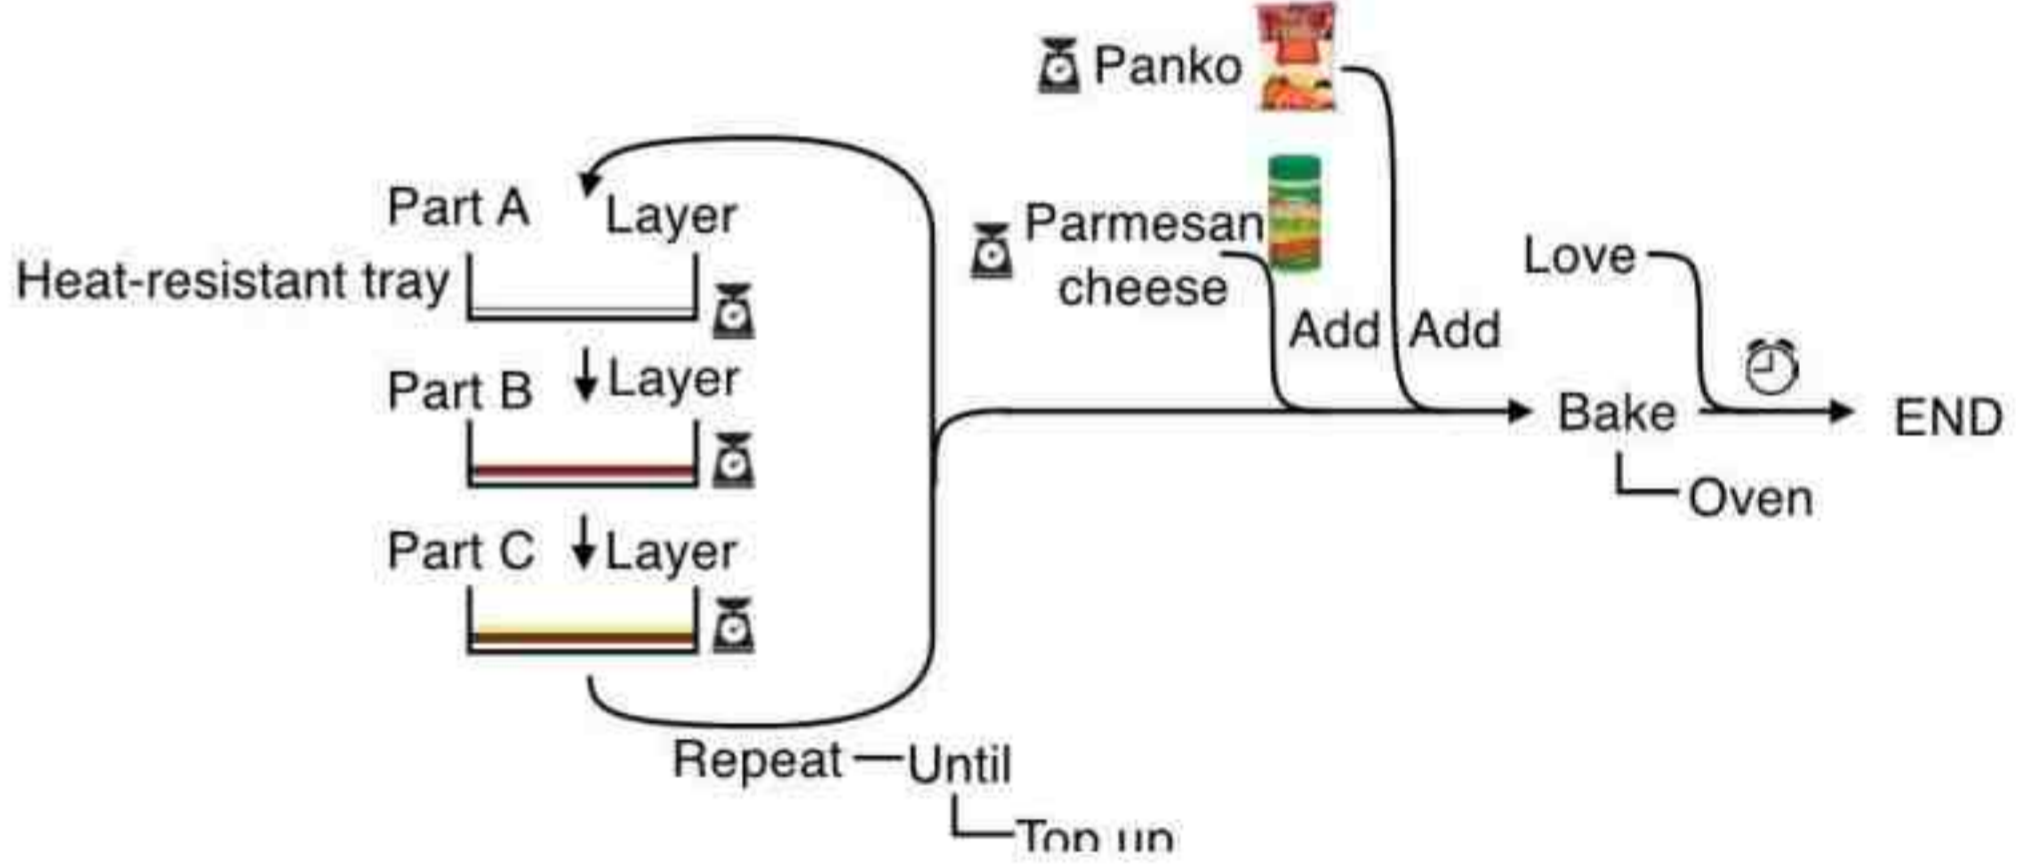 Panko
Part A
Layer
Parmesan
cheese
Heat-resistant tray
Love
Add
Add
Part B
Layer
Bake
END
Oven
Part C
Layer
Repeat
Until
Top up